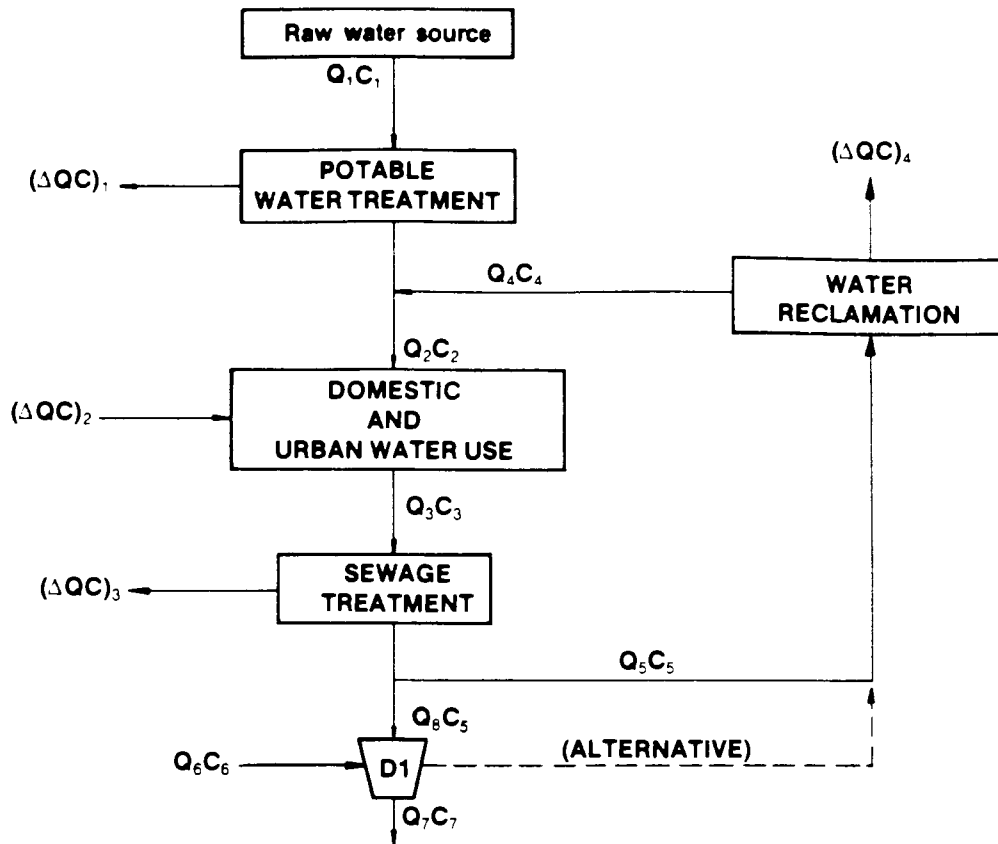 Raw water source
Q₁C₁
(ΔQC)₄
POTABLE
WATER TREATMENT
(ΔQC)₁
Q₄C₄
WATER
RECLAMATION
Q₂C₂
DOMESTIC
AND
URBAN WATER USE
(ΔQC)₂
Q₃C₃
SEWAGE
TREATMENT
(ΔQC)₃
Q₅C₅
Q₈C₅
(ALTERNATIVE)
Q₆C₆
D1
Q₇C₇